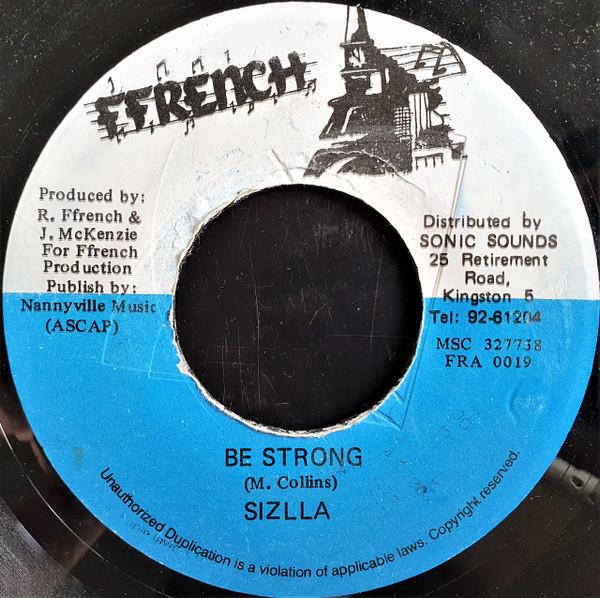 FFRENCH
Produced by:
R. Ffrench &
J. McKenzie
For Ffrench
Production
Publish by:
Nannyville Music
(ASCAP)
Distributed by
SONIC SOUNDS
25 Retirement
Road,
Kingston 5
Tel: 92-61204
MSC 327738
FRA 0019
BE STRONG
(M. Collins)
SIZLLA
Unauthorized Duplication is a violation of applicable laws. Copyright reserved.